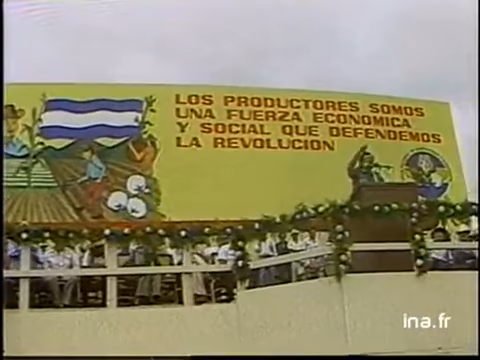 LOS PRODUCTORES SOMOS
UNA FUERZA ECONOMICA
Y SOCIAL QUE DEFENDEMOS
LA REVOLUCION
ina.fr